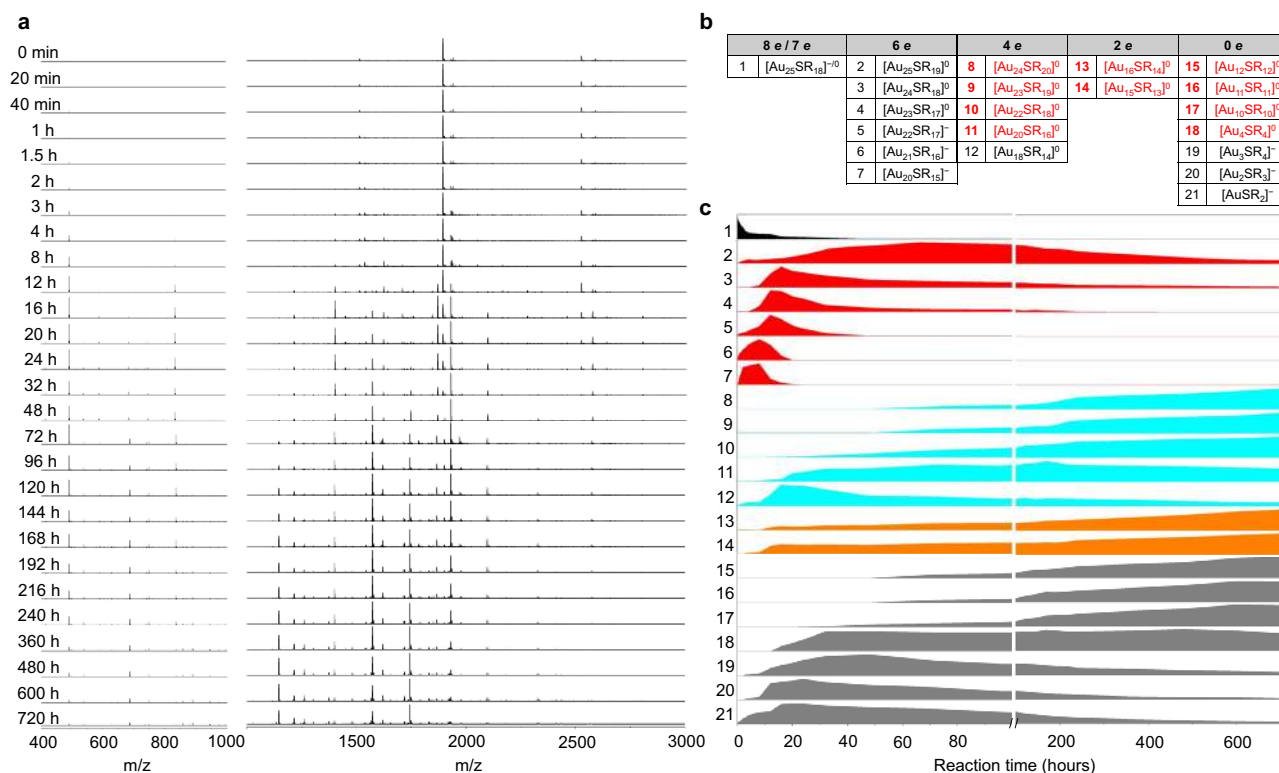 a
0 min
20 min
40 min
1 h
1.5 h
2 h
3 h
4 h
8 h
12 h
16 h
20 h
24 h
32 h
48 h
72 h
96 h
120 h
144 h
168 h
192 h
216 h
240 h
360 h
480 h
600 h
720 h
400 600 800 1000 1500 2000 2500 3000
m/z m/z
b
8 e / 7 e 6 e 4 e 2 e 0 e
1 [Au₂₅SR₁₈]⁻/⁰ 2 [Au₂₅SR₁₉]⁰ 8 [Au₂₄SR₂₀]⁰ 13 [Au₁₆SR₁₄]⁰ 15 [Au₁₂SR₁₂]⁰
3 [Au₂₄SR₁₈]⁰ 9 [Au₂₃SR₁₉]⁰ 14 [Au₁₅SR₁₃]⁰ 16 [Au₁₁SR₁₁]⁰
4 [Au₂₃SR₁₇]⁰ 10 [Au₂₂SR₁₈]⁰ 17 [Au₁₀SR₁₀]⁰
5 [Au₂₂SR₁₇]⁻ 11 [Au₂₀SR₁₆]⁰ 18 [Au₄SR₄]⁰
6 [Au₂₁SR₁₆]⁻ 12 [Au₁₈SR₁₄]⁰ 19 [Au₃SR₄]⁻
7 [Au₂₀SR₁₅]⁻ 20 [Au₂SR₃]⁻
21 [AuSR₂]⁻
c
1
2
3
4
5
6
7
8
9
10
11
12
13
14
15
16
17
18
19
20
21
0 20 40 60 80 200 400 600
Reaction time (hours)